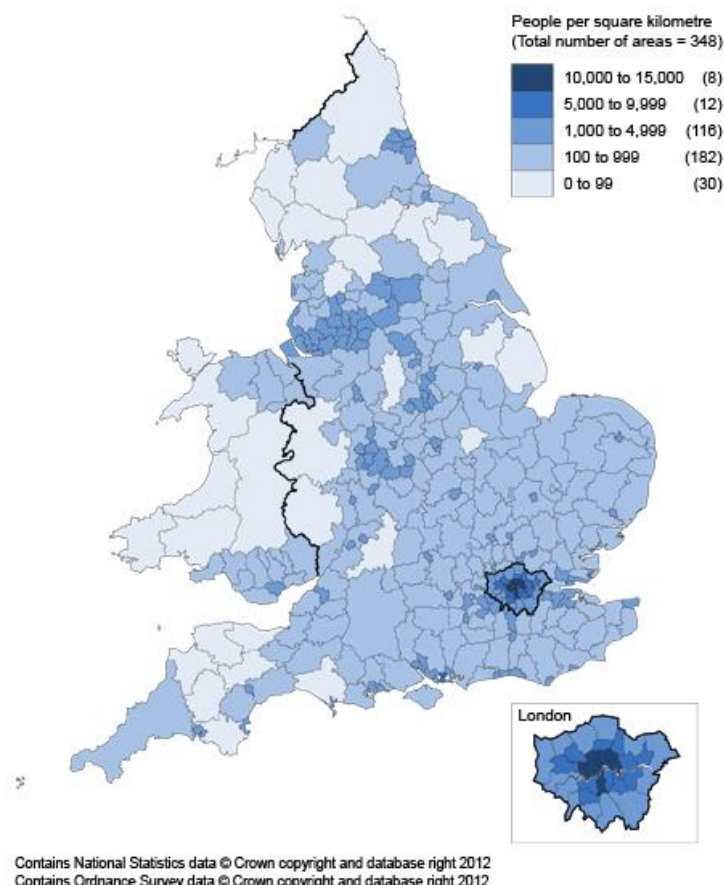 People per square kilometre
(Total number of areas = 348)
10,000 to 15,000 (8)
5,000 to 9,999 (12)
1,000 to 4,999 (116)
100 to 999 (182)
0 to 99 (30)
London
Contains National Statistics data © Crown copyright and database right 2012
Contains Ordnance Survey data © Crown copyright and database right 2012